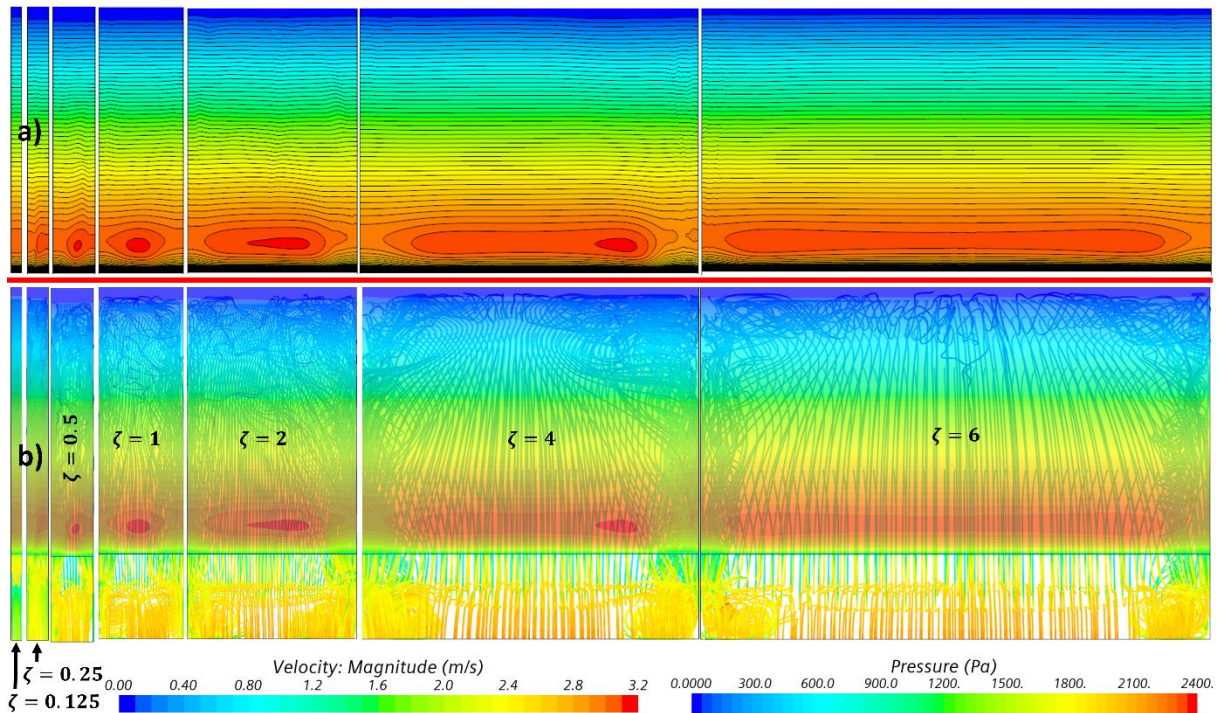 a)
b)
ζ = 0.5
ζ = 1
ζ = 2
ζ = 4
ζ = 6
ζ = 0.25
ζ = 0.125
Velocity: Magnitude (m/s)
0.00 0.40 0.80 1.2 1.6 2.0 2.4 2.8 3.2
Pressure (Pa)
0.0000 300.0 600.0 900.0 1200. 1500. 1800. 2100. 2400.